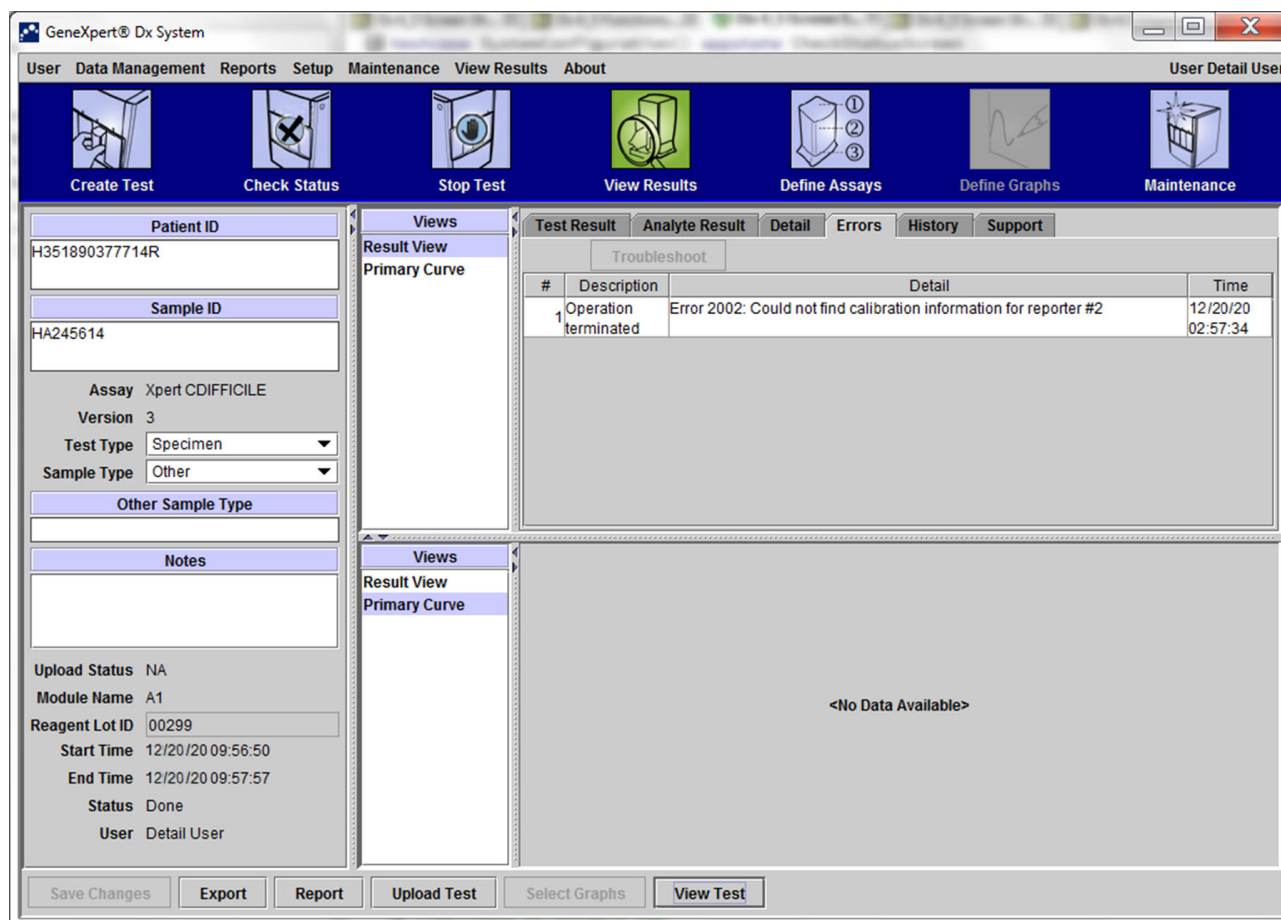 GeneXpert® Dx System
User Data Management Reports Setup Maintenance View Results About User Detail User
1
2
3
Create Test Check Status Stop Test View Results Define Assays Define Graphs Maintenance
Patient ID
H351890377714R
Sample ID
HA245614
Assay Xpert CDIFFICILE
Version 3
Test Type Specimen
Sample Type Other
Other Sample Type
Notes
Upload Status NA
Module Name A1
Reagent Lot ID 00299
Start Time 12/20/20 09:56:50
End Time 12/20/20 09:57:57
Status Done
User Detail User
Views
Result View
Primary Curve
Test Result Analyte Result Detail Errors History Support
Troubleshoot
# Description Detail Time
1 Operation terminated Error 2002: Could not find calibration information for reporter #2 12/20/20
02:57:34
Views
Result View
Primary Curve
<No Data Available>
Save Changes Export Report Upload Test Select Graphs View Test